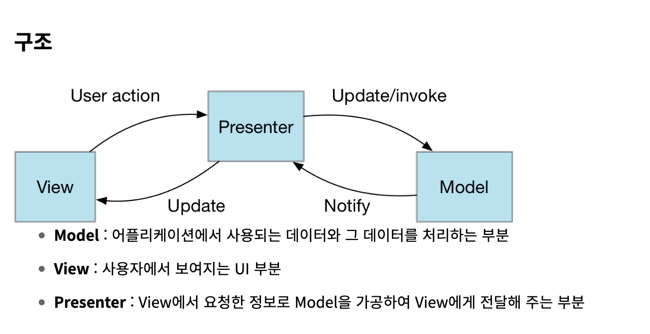 구조
User action
Update/invoke
Presenter
View
Model
Update
Notify
Model : 어플리케이션에서 사용되는 데이터와 그 데이터를 처리하는 부분
View : 사용자에서 보여지는 UI 부분
Presenter : View에서 요청한 정보로 Model을 가공하여 View에게 전달해 주는 부분